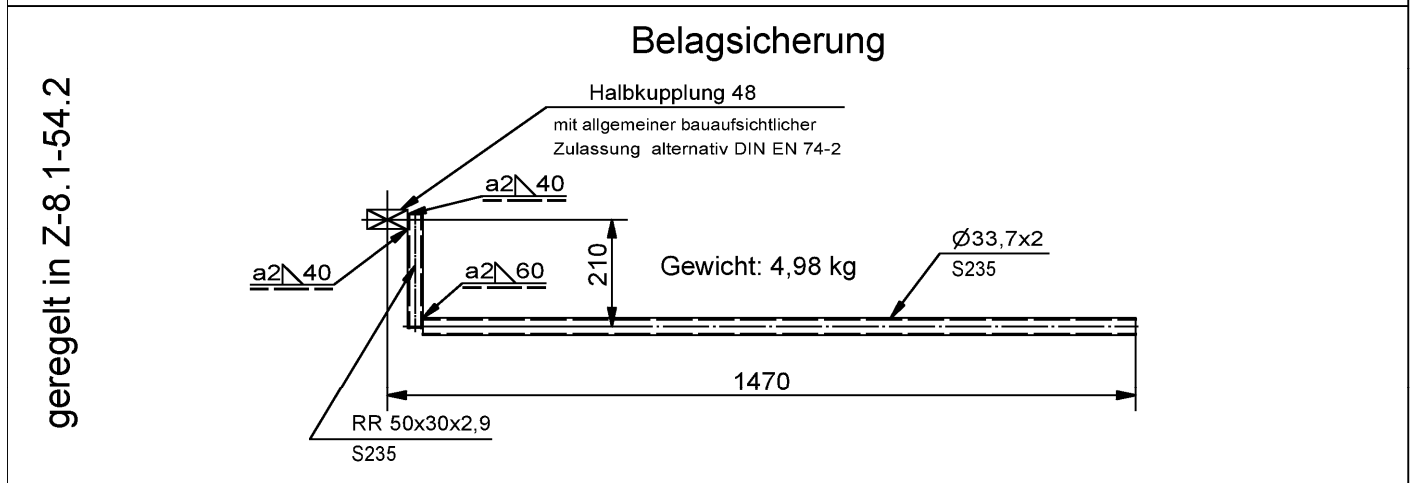 Belagsicherung
geregelt in Z-8.1-54.2
Halbkupplung 48
mit allgemeiner bauaufsichtlicher
Zulassung alternativ DIN EN 74-2
a2 40
a2 40
a2 60
210
Gewicht: 4,98 kg
Ø33,7x2
S235
1470
RR 50x30x2,9
S235